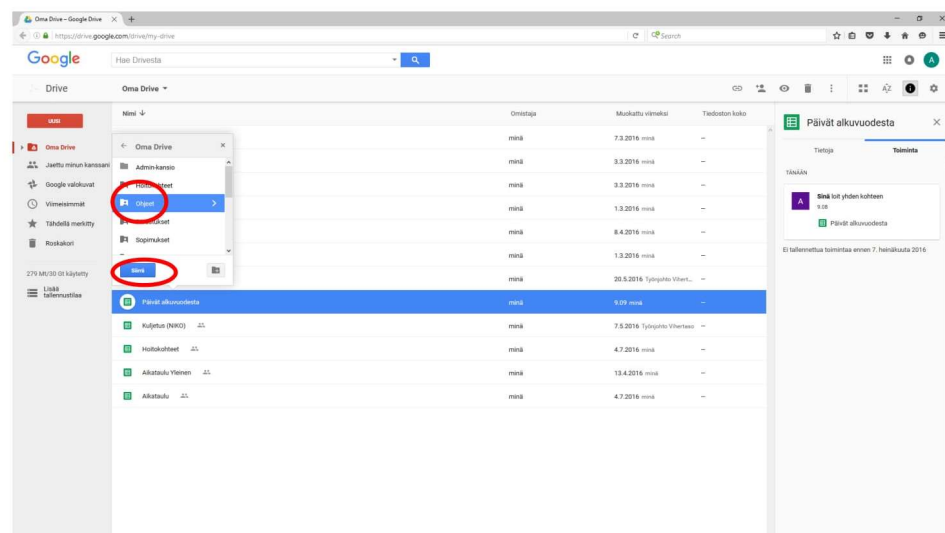 Oma Drive – Google Drive
https://drive.google.com/drive/my-drive
Search
Google
Hae Drivesta
A
Drive
Oma Drive
AZ
UUSI
Oma Drive
Jaettu minun kanssani
Google valokuvat
Viimeisimmät
Tähdellä merkitty
Roskakori
279 Mt/30 Gt käytetty
Lisää
tallennustilaa
Nimi
Omistaja
Muokattu viimeksi
Tiedoston koko
minä
7.3.2016 minä
–
minä
3.3.2016 minä
–
minä
3.3.2016 minä
–
minä
1.3.2016 minä
–
minä
8.4.2016 minä
–
minä
1.3.2016 minä
–
minä
20.5.2016 Työnjohto Vihert...
–
Oma Drive
Admin-kansio
Hoitokohteet
Ohjeet
Sopimukset
Siirrä
Päivät alkuvuodesta
minä
9.09 minä
–
Kuljetus (NIKO)
minä
7.5.2016 Työnjohto Vihertaso
–
Hoitokohteet
minä
4.7.2016 minä
–
Aikataulu Yleinen
minä
13.4.2016 minä
–
Aikataulu
minä
4.7.2016 minä
–
Päivät alkuvuodesta
Tietoja
Toiminta
TÄNÄÄN
A
Sinä loit yhden kohteen
9.08
Päivät alkuvuodesta
Ei tallennettua toimintaa ennen 7. heinäkuuta 2016